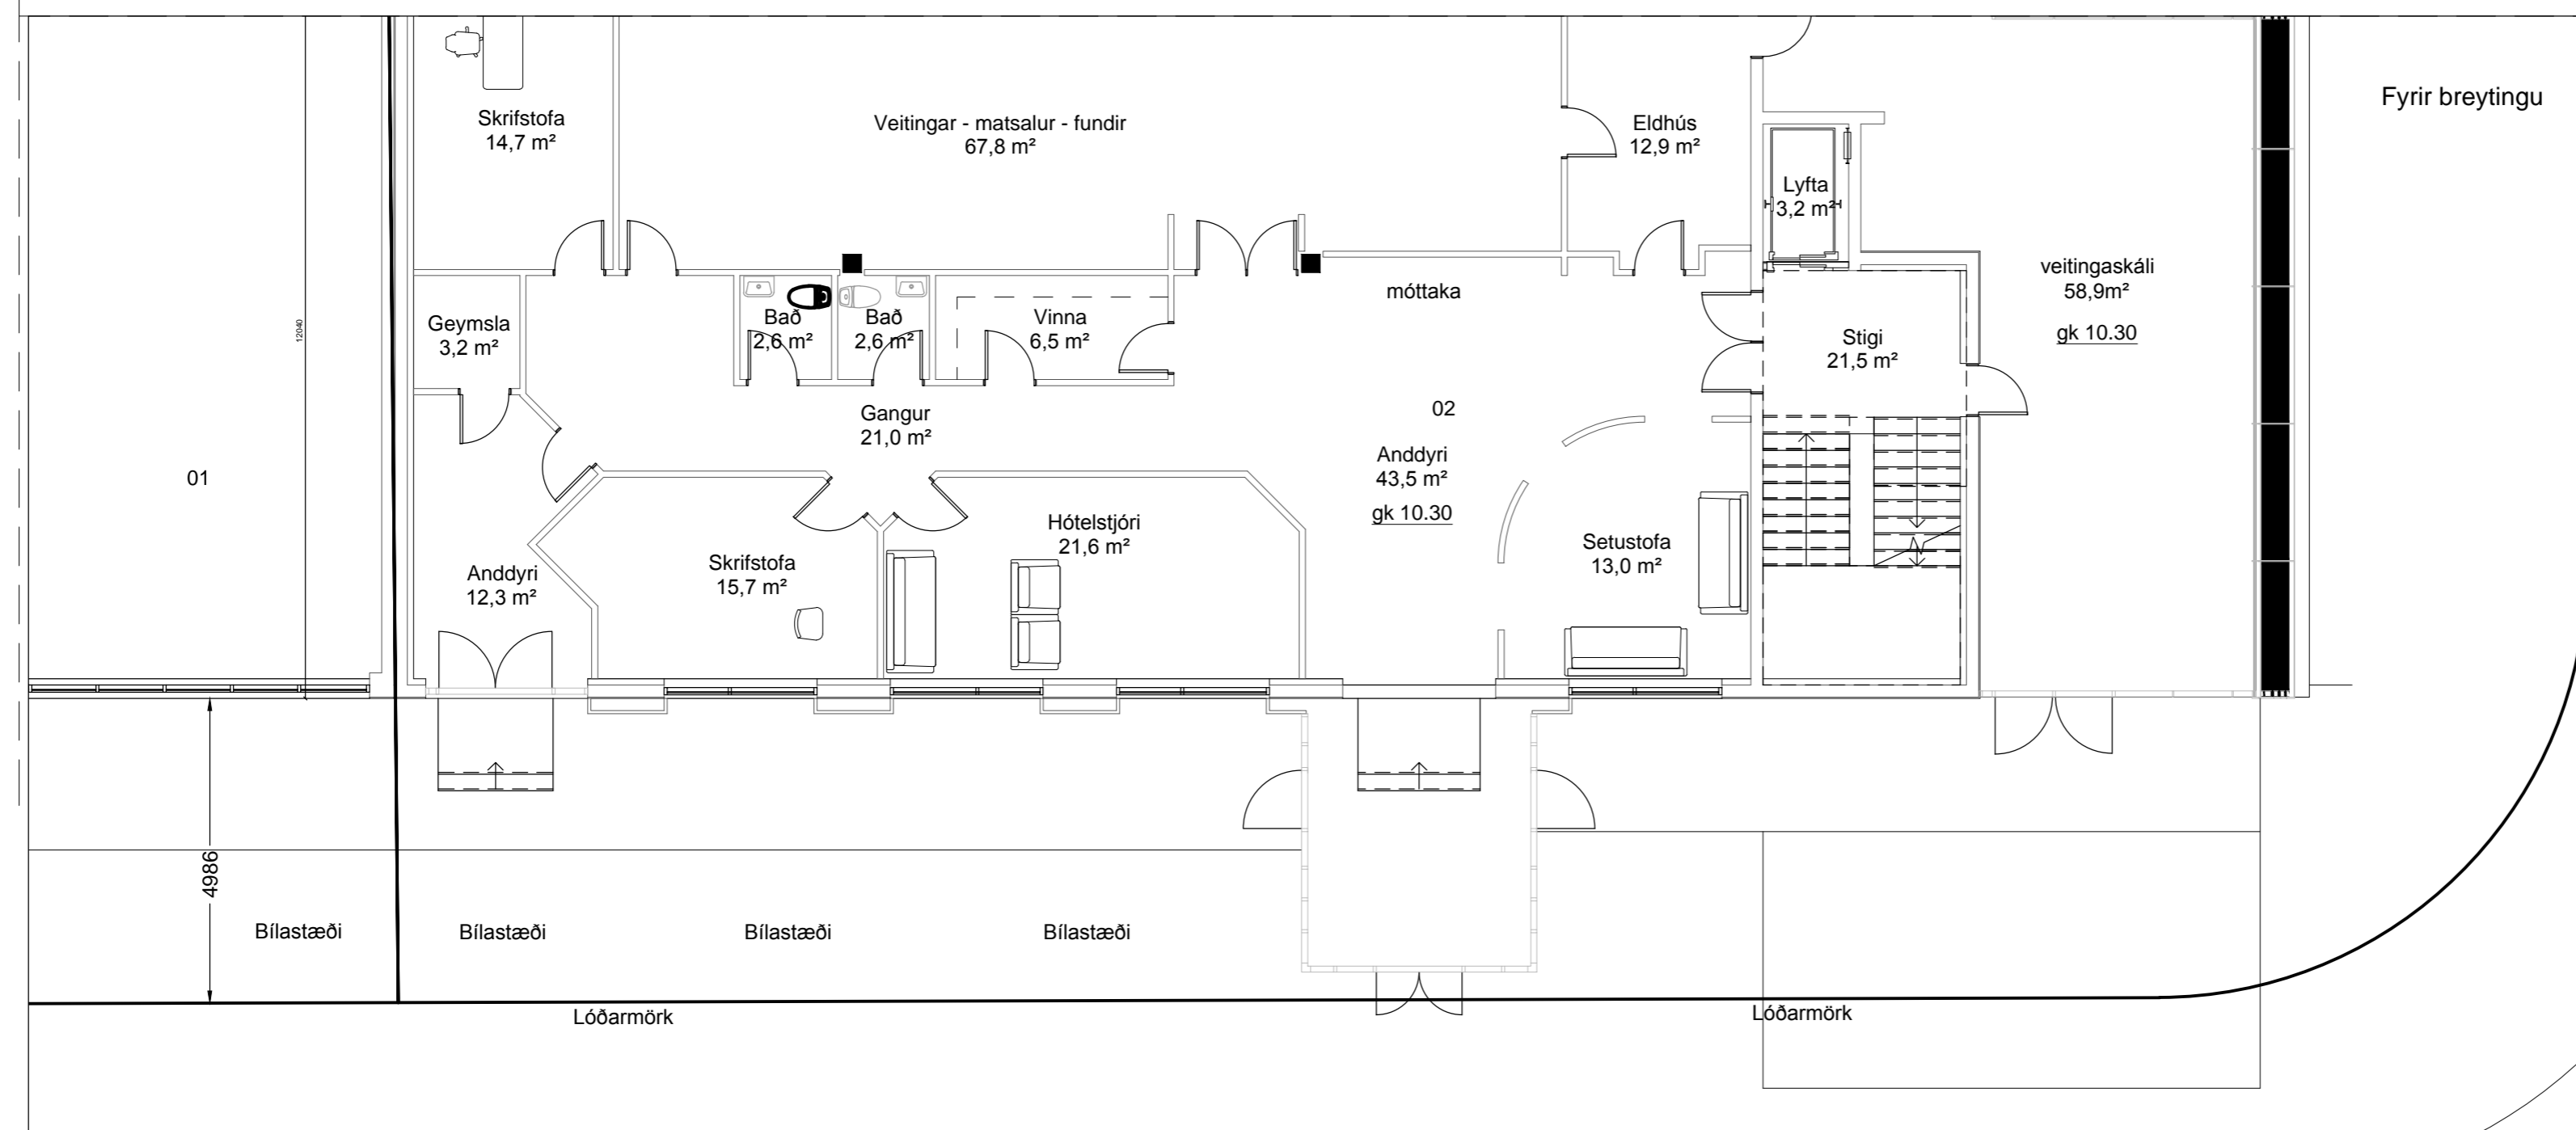 Fyrir breytingu
Skrifstofa
14,7 m²
Veitingar - matsalur - fundir
67,8 m²
Eldhús
12,9 m²
Lyfta
3,2 m²
veitingaskáli
58,9m²
gk 10.30
móttaka
Geymsla
3,2 m²
Bað
2,6 m²
Bað
2,6 m²
Vinna
6,5 m²
Stigi
21,5 m²
12040
Gangur
21,0 m²
02
Anddyri
43,5 m²
gk 10.30
01
Hótelstjóri
21,6 m²
Setustofa
13,0 m²
Skrifstofa
15,7 m²
Anddyri
12,3 m²
4986
Bílastæði
Bílastæði
Bílastæði
Bílastæði
Lóðarmörk
Lóðarmörk